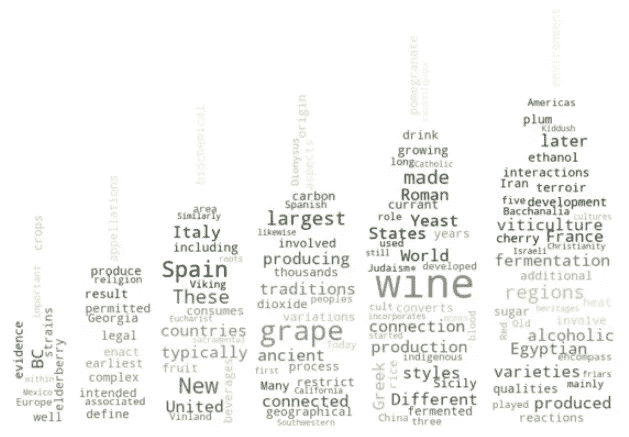 crops
important
evidence
BC
strains
elderberry
within
Mexico
Europe
well
appellations
produce
religion
result
permitted
Georgia
legal
enact
earliest
complex
intended
associated
define
biochemical
area
Similarly
Italy
including
roots
Spain
Viking
These
consumes
Eucharist
countries
sacramental
typically
fruit
New
beverages
United
Vinland
origin
Dionysus
aspects
carbon
Spanish
largest
likewise
involved
producing
thousands
traditions
dioxide peoples
variations
grape
Today
ancient
first process
Many restrict
connected
geographical
Southwestern
pomegranate
drink
growing
long Catholic
made
Roman
currant
role Yeast
States years
used
still World
Judaism developed
wine
cult converts
incorporates
connection
blood
started
production
indigenous
Greek
rice
styles
Sicily
Different
fermented
China three
environment
Americas
plum
Kiddush
later
ethanol
interactions
Iran terroir
five development
Bacchanalia cultures
viticulture
cherry France
Israeli Christianity
fermentation
additional
regions
heat
sugar
involve
Red Old
alcoholic
Egyptian
encompass
varieties friars
qualities mainly
played produced
reactions